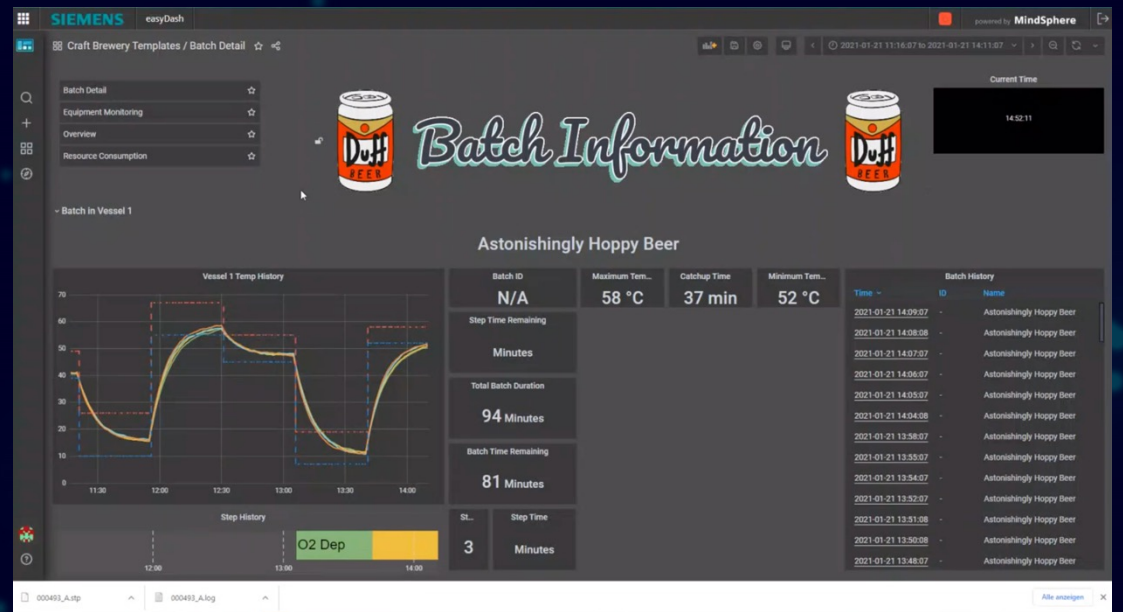 SIEMENS easyDash
powered by MindSphere
Craft Brewery Templates / Batch Detail
2021-01-21 11:16:07 to 2021-01-21 14:11:07
Batch Detail
Equipment Monitoring
Overview
Resource Consumption
Duff
BEER
Batch Information
Duff
BEER
Current Time
14:52:11
Batch in Vessel 1
Astonishingly Hoppy Beer
Vessel 1 Temp History
70
60
50
40
30
20
10
0
11:30 12:00 12:30 13:00 13:30 14:00
Batch ID
N/A
Maximum Tem...
58 °C
Catchup Time
37 min
Minimum Tem...
52 °C
Step Time Remaining
Minutes
Total Batch Duration
94 Minutes
Batch Time Remaining
81 Minutes
Batch History
Time ID Name
2021-01-21 14:09:07 - Astonishingly Hoppy Beer
2021-01-21 14:08:08 - Astonishingly Hoppy Beer
2021-01-21 14:07:07 - Astonishingly Hoppy Beer
2021-01-21 14:06:07 - Astonishingly Hoppy Beer
2021-01-21 14:05:07 - Astonishingly Hoppy Beer
2021-01-21 14:04:08 - Astonishingly Hoppy Beer
2021-01-21 13:58:07 - Astonishingly Hoppy Beer
2021-01-21 13:55:07 - Astonishingly Hoppy Beer
2021-01-21 13:54:07 - Astonishingly Hoppy Beer
2021-01-21 13:52:07 - Astonishingly Hoppy Beer
2021-01-21 13:51:08 - Astonishingly Hoppy Beer
2021-01-21 13:50:08 - Astonishingly Hoppy Beer
2021-01-21 13:48:07 - Astonishingly Hoppy Beer
Step History
O2 Dep
12:00 13:00 14:00
St...
3
Step Time
Minutes
000493_A.stp
000493_A.log
Alle anzeigen